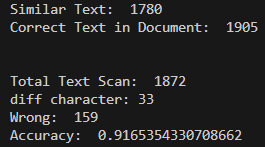 Similar Text:  1780
Correct Text in Document:  1905
Total Text Scan:  1872
diff character: 33
Wrong:  159
Accuracy:  0.9165354330708662